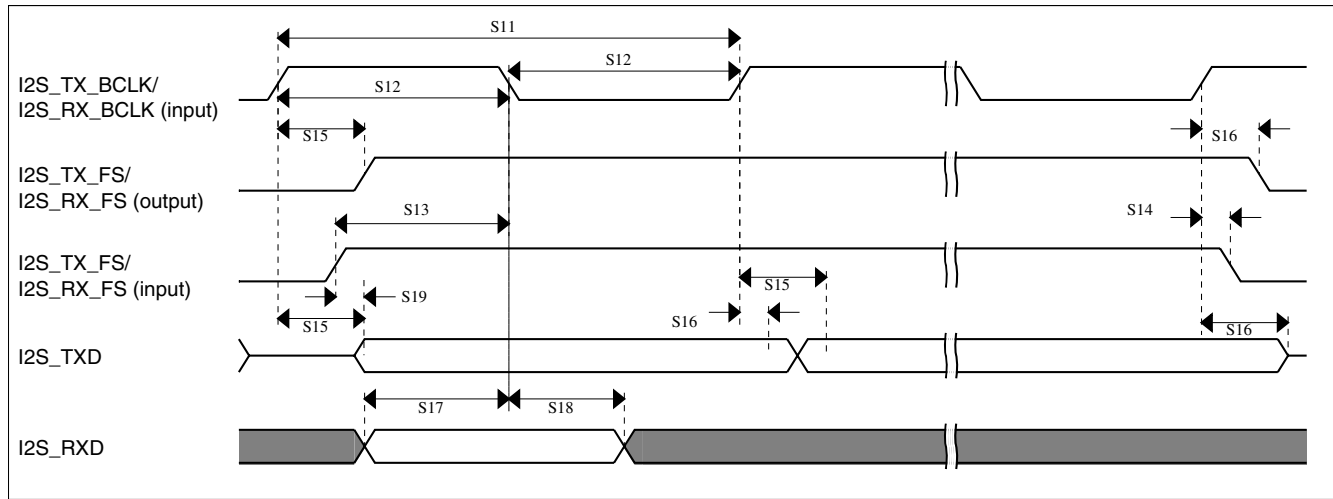 S11
S12
I2S_TX_BCLK/
I2S_RX_BCLK (input)
S12
S15
S16
I2S_TX_FS/
I2S_RX_FS (output)
S13
S14
I2S_TX_FS/
I2S_RX_FS (input)
S15
S19
S15
S16
S16
I2S_TXD
S17
S18
I2S_RXD